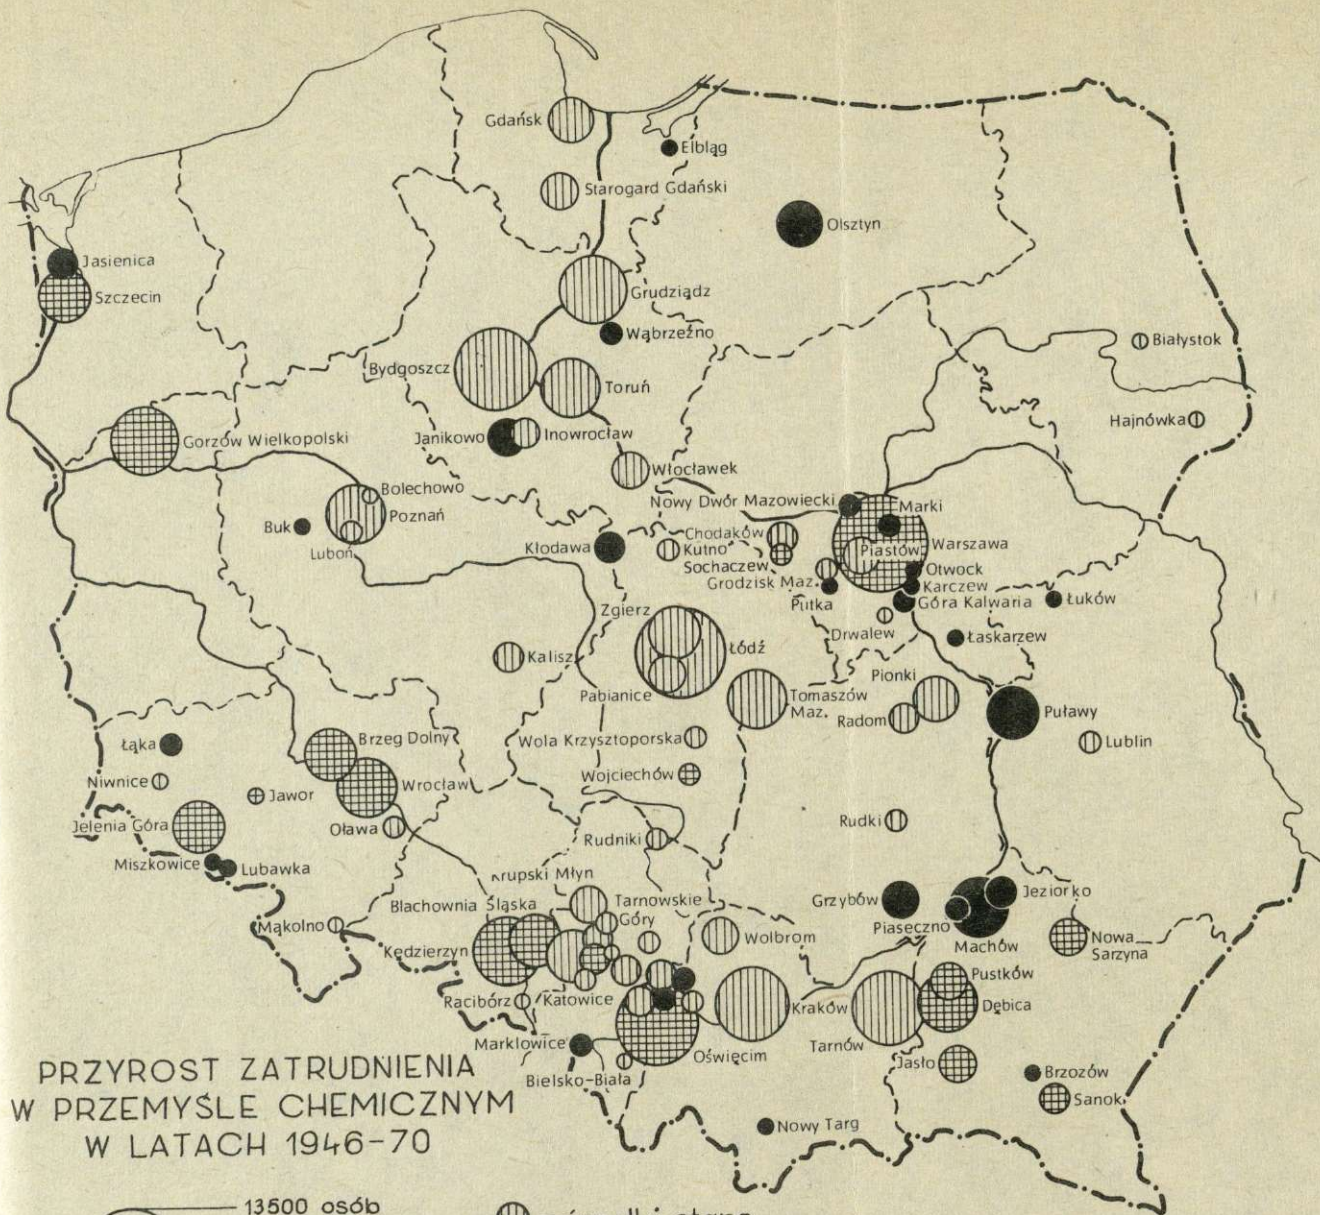 Gdańsk
Elbląg
Starogard Gdański
Olsztyn
Jasienica
Szczecin
Grudziądz
Wąbrzeźno
Białystok
Bydgoszcz
Toruń
Hajnówka
Gorzów Wielkopolski
Janikowo
Inowrocław
Włocławek
Bolechowo
Nowy Dwór Mazowiecki
Marki
Buk
Poznań
Luboń
Kłodawa
Chodaków
Kutno
Sochaczew
Piastów
Warszawa
Otwock
Grodzisk Maz.
Karczew
Putka
Góra Kalwaria
Łuków
Zgierz
Drwalew
Łaskarzew
Łódź
Kalisz
Pionki
Pabianice
Tomaszów
Maz.
Radom
Puławy
Łąka
Brzeg Dolny
Wola Krzysztoporska
Lublin
Niwnice
Wojciechów
Jawor
Wrocław
Jelenia Góra
Oława
Rudniki
Rudki
Miszkowice
Lubawka
Krupski Młyn
Blachownia Śląska
Tarnowskie
Góry
Grzybów
Jeziorko
Mąkolno
Piaseczno
Machów
Wolbrom
Nowa
Sarzyna
Kędzierzyn
Pustków
Racibórz
Katowice
Kraków
Dębica
Marklowice
Oświęcim
Tarnów
Bielsko-Biała
Jasło
Brzozów
Sanok
Nowy Targ
PRZYROST ZATRUDNIENIA
W PRZEMYŚLE CHEMICZNYM
W LATACH 1946-70
13500 osób